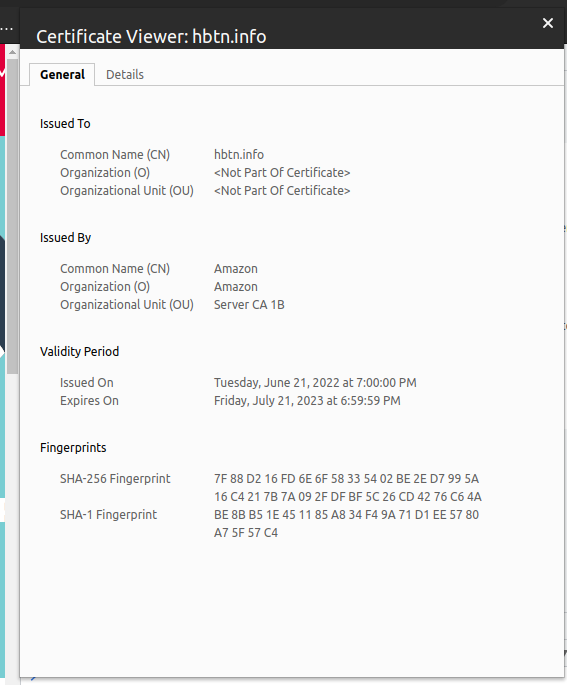 Certificate Viewer: hbtn.info
General Details
Issued To
Common Name (CN) hbtn.info
Organization (O) <Not Part Of Certificate>
Organizational Unit (OU) <Not Part Of Certificate>
Issued By
Common Name (CN) Amazon
Organization (O) Amazon
Organizational Unit (OU) Server CA 1B
Validity Period
Issued On Tuesday, June 21, 2022 at 7:00:00 PM
Expires On Friday, July 21, 2023 at 6:59:59 PM
Fingerprints
SHA-256 Fingerprint 7F 88 D2 16 FD 6E 6F 58 33 54 02 BE 2E D7 99 5A
16 C4 21 7B 7A 09 2F DF BF 5C 26 CD 42 76 C6 4A
SHA-1 Fingerprint BE 8B B5 1E 45 11 85 A8 34 F4 9A 71 D1 EE 57 80
A7 5F 57 C4